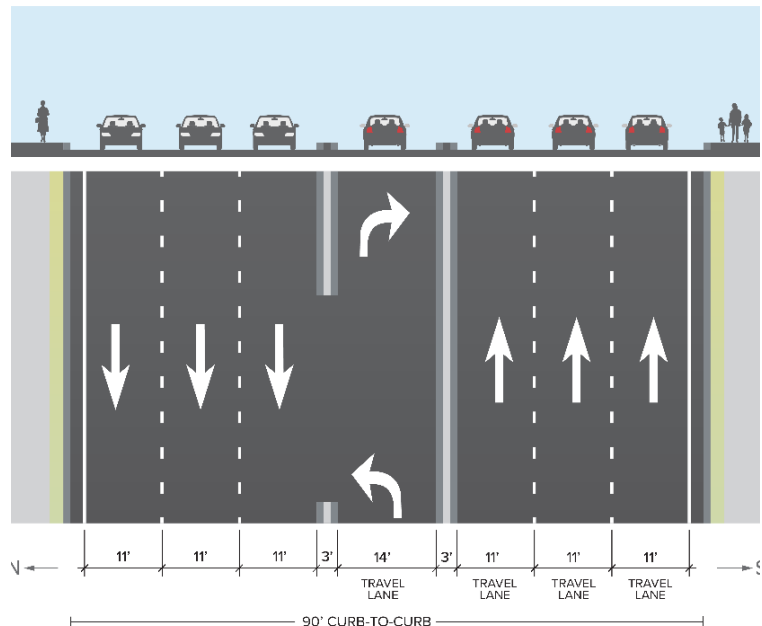 11’ 11’ 11’ 3’ 14’ 3’ 11’ 11’ 11’
N S
TRAVEL LANE TRAVEL LANE TRAVEL LANE TRAVEL LANE
90’ CURB-TO-CURB